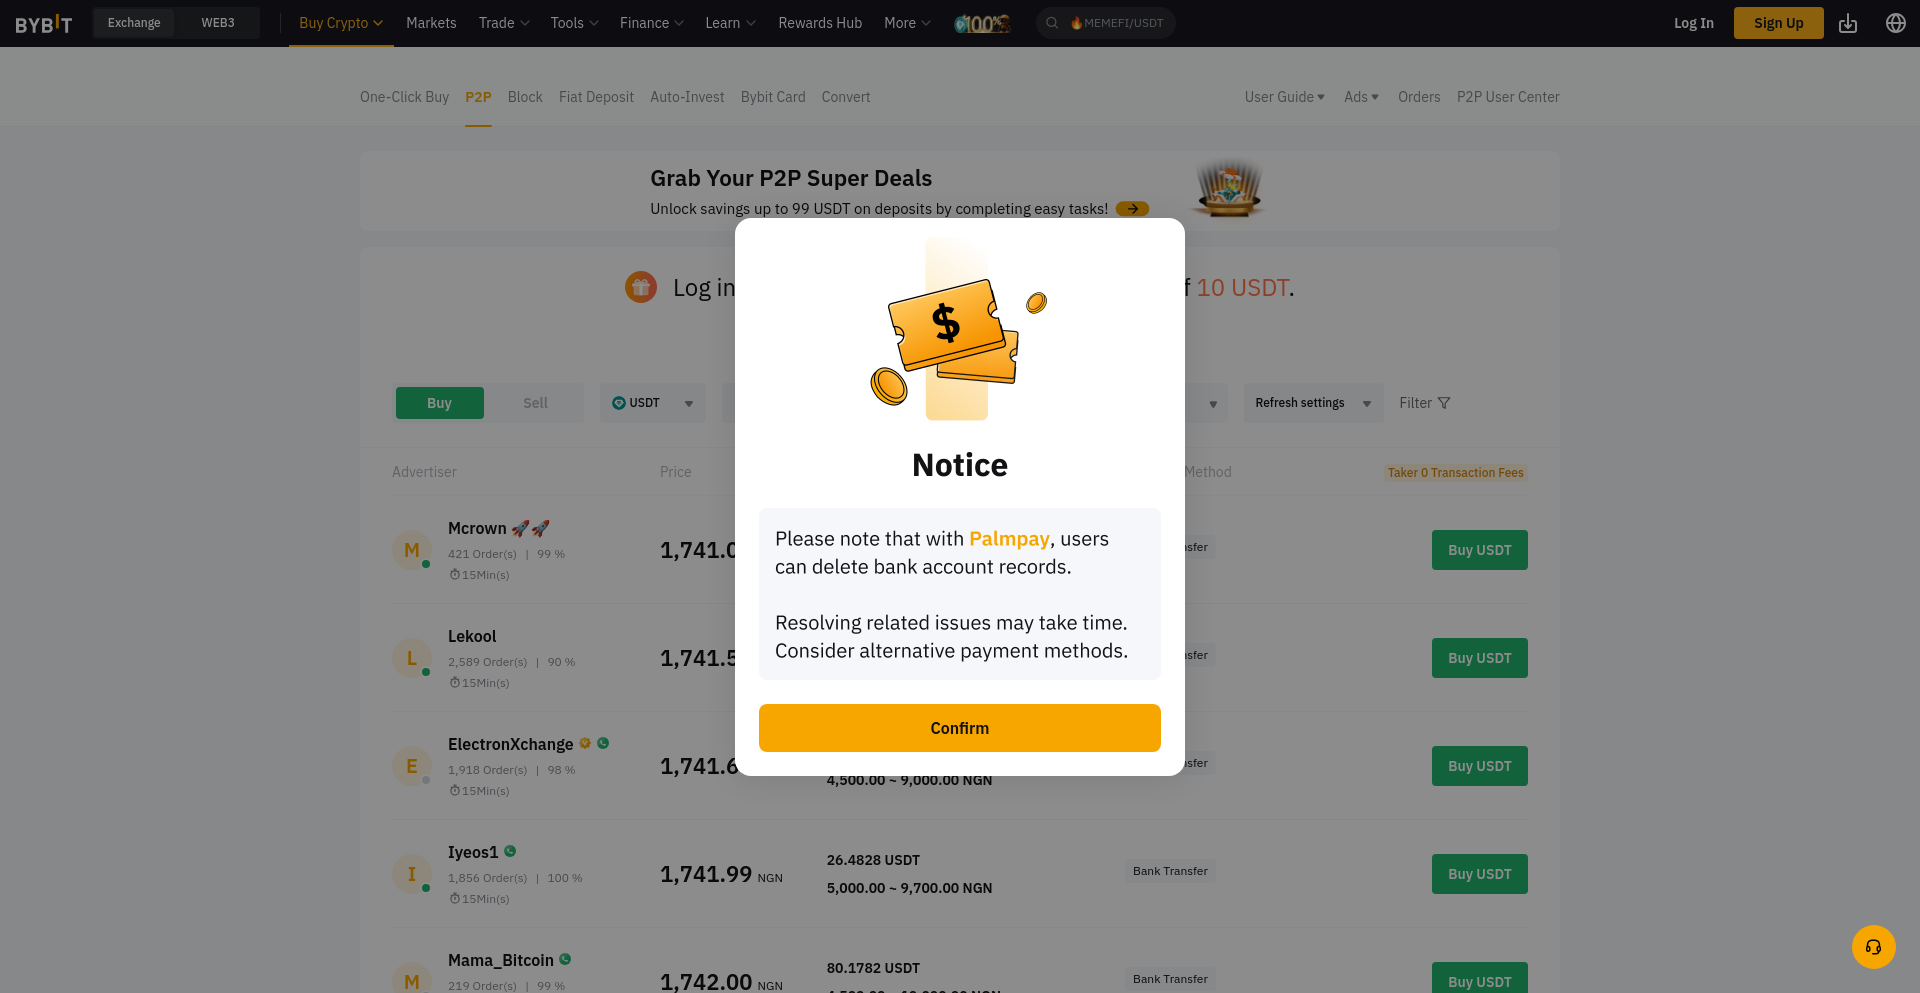 BYBIT Exchange WEB3 Buy Crypto Markets Trade Tools Finance Learn Rewards Hub More 100% 🔥MEMEFI/USDT Log In Sign Up
One-Click Buy P2P Block Fiat Deposit Auto-Invest Bybit Card Convert User Guide Ads Orders P2P User Center
Grab Your P2P Super Deals
Unlock savings up to 99 USDT on deposits by completing easy tasks!
Log in 10 USDT.
Buy Sell USDT Refresh settings Filter
Advertiser Price Method Taker 0 Transaction Fees
$
Notice
Please note that with Palmpay, users
can delete bank account records.
Resolving related issues may take time.
Consider alternative payment methods.
Confirm
M Mcrown 🚀🚀
421 Order(s) | 99 %
15Min(s)
1,741.0
Buy USDT
L Lekool
2,589 Order(s) | 90 %
15Min(s)
1,741.5
Buy USDT
E ElectronXchange
1,918 Order(s) | 98 %
15Min(s)
1,741.6
4,500.00 ~ 9,000.00 NGN
Buy USDT
I Iyeos1
1,856 Order(s) | 100 %
15Min(s)
1,741.99 NGN
26.4828 USDT
5,000.00 ~ 9,700.00 NGN
Bank Transfer
Buy USDT
M Mama_Bitcoin
219 Order(s) | 99 %
1,742.00 NGN
80.1782 USDT
Bank Transfer
Buy USDT